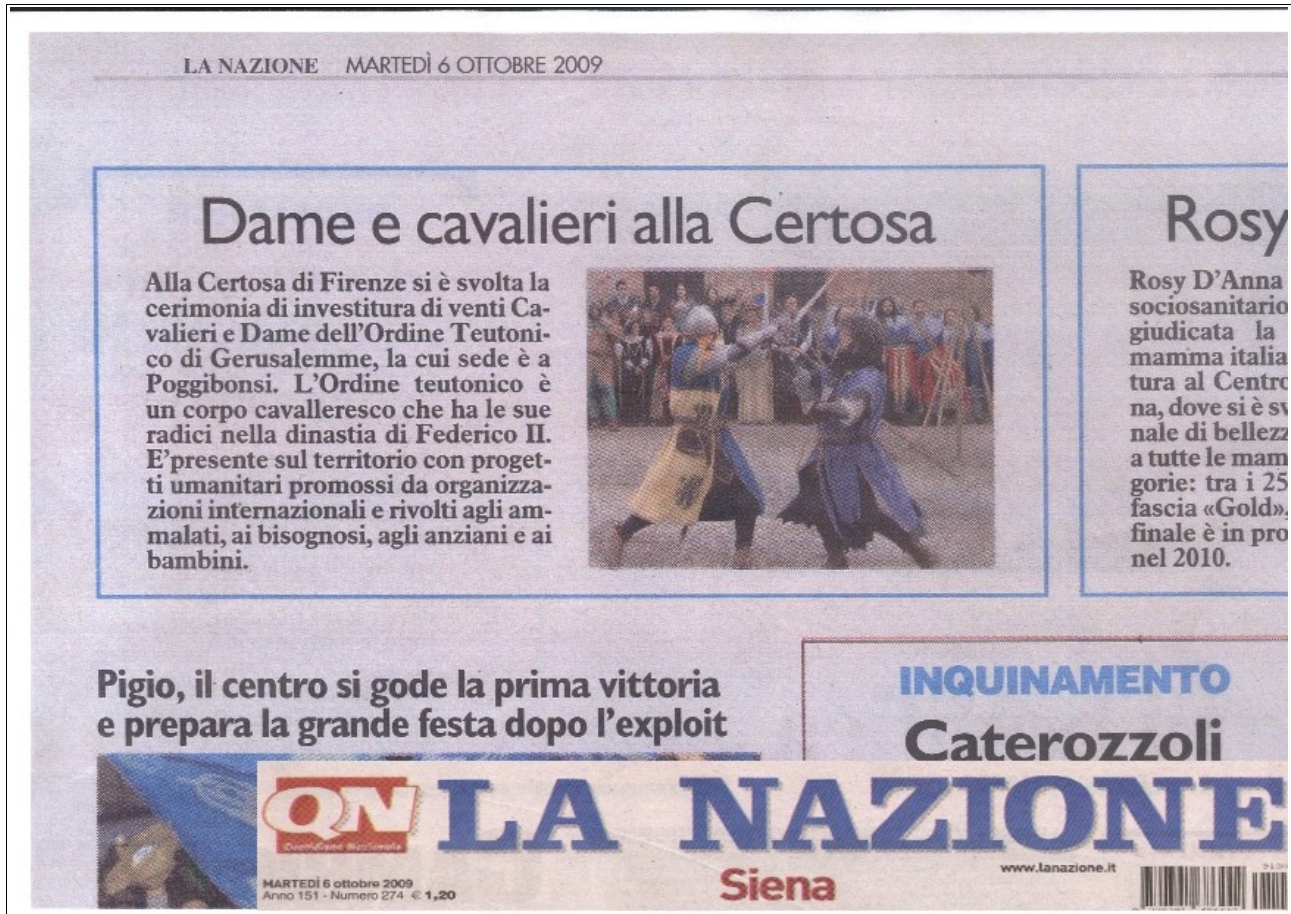 LA NAZIONE MARTEDÌ 6 OTTOBRE 2009
Dame e cavalieri alla Certosa
Alla Certosa di Firenze si è svolta la
cerimonia di investitura di venti Ca-
valieri e Dame dell'Ordine Teutoni-
co di Gerusalemme, la cui sede è a
Poggibonsi. L'Ordine teutonico è
un corpo cavalleresco che ha le sue
radici nella dinastia di Federico II.
E'presente sul territorio con proget-
ti umanitari promossi da organizza-
zioni internazionali e rivolti agli am-
malati, ai bisognosi, agli anziani e ai
bambini.
Rosy
Rosy D'Anna
sociosanitario
giudicata la
mamma italia
tura al Centro
na, dove si è sv
nale di bellezz
a tutte le mam
gorie: tra i 25
fascia «Gold»,
finale è in pro
nel 2010.
Pigio, il centro si gode la prima vittoria
e prepara la grande festa dopo l'exploit
INQUINAMENTO
Caterozzoli
QN LA NAZIONE
Quotidiano Nazionale
MARTEDÌ 6 ottobre 2009
Anno 151 - Numero 274 € 1,20
Siena
www.lanazione.it